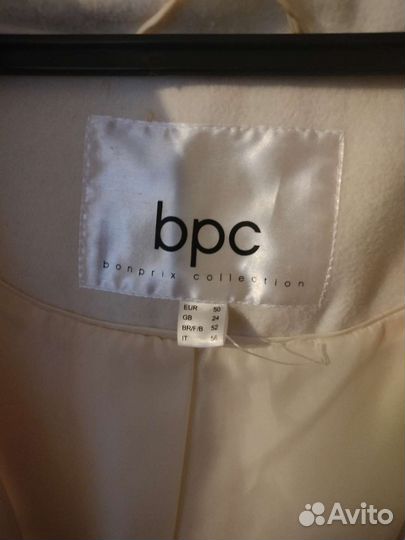 bpc
bonprix collection
EUR 50
GB 24
BR/F/B 52
IT 56
Avito